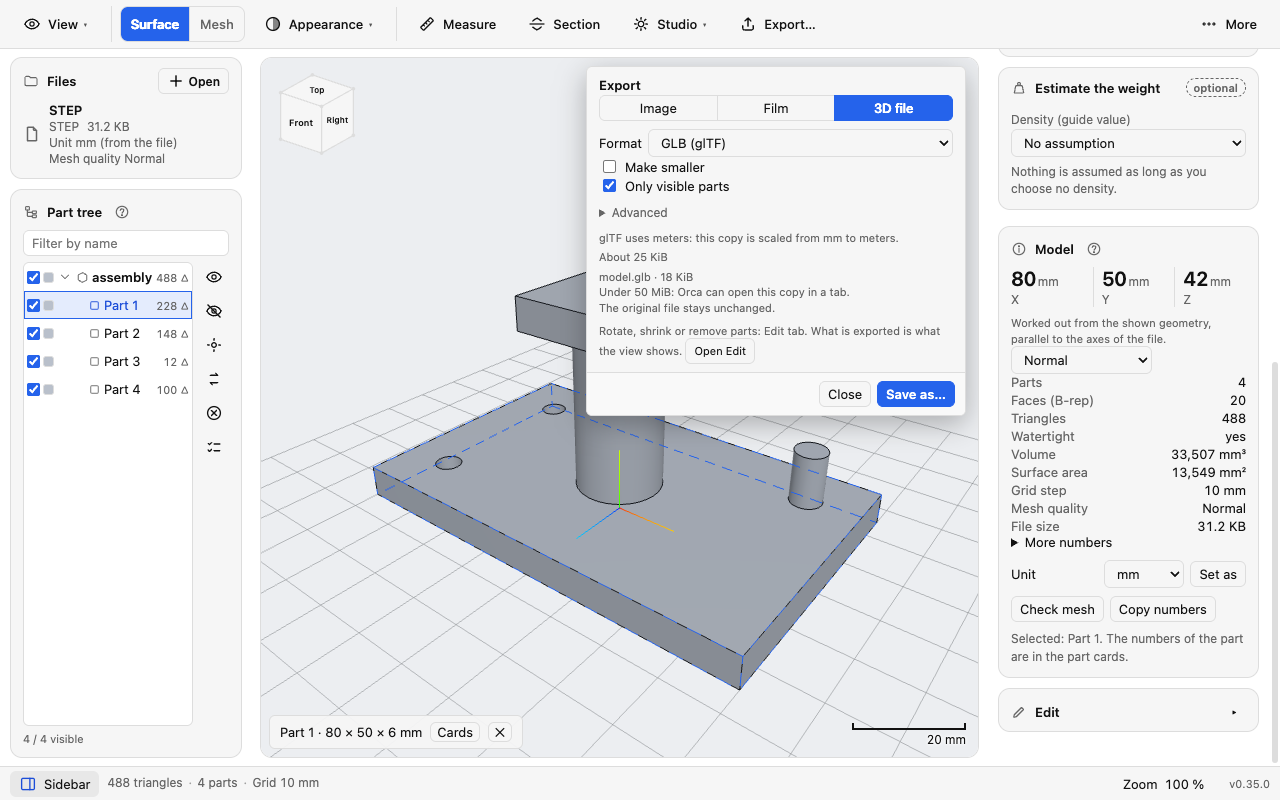 View
Surface
Mesh
Appearance
Measure
Section
Studio
Export...
More
Files
Open
STEP
STEP 31.2 KB
Unit mm (from the file)
Mesh quality Normal
Part tree
Filter by name
assembly 488 Δ
Part 1 228 Δ
Part 2 148 Δ
Part 3 12 Δ
Part 4 100 Δ
4 / 4 visible
Top
Front
Right
Export
Image
Film
3D file
Format GLB (glTF)
Make smaller
Only visible parts
Advanced
glTF uses meters: this copy is scaled from mm to meters.
About 25 KiB
model.glb · 18 KiB
Under 50 MiB: Orca can open this copy in a tab.
The original file stays unchanged.
Rotate, shrink or remove parts: Edit tab. What is exported is what
the view shows. Open Edit
Close
Save as...
Part 1 · 80 × 50 × 6 mm Cards
20 mm
Estimate the weight optional
Density (guide value)
No assumption
Nothing is assumed as long as you
choose no density.
Model
80 mm 50 mm 42 mm
X Y Z
Worked out from the shown geometry,
parallel to the axes of the file.
Normal
Parts 4
Faces (B-rep) 20
Triangles 488
Watertight yes
Volume 33,507 mm³
Surface area 13,549 mm²
Grid step 10 mm
Mesh quality Normal
File size 31.2 KB
More numbers
Unit mm Set as
Check mesh Copy numbers
Selected: Part 1. The numbers of the part
are in the part cards.
Edit
Sidebar 488 triangles · 4 parts · Grid 10 mm
Zoom 100 % v0.35.0